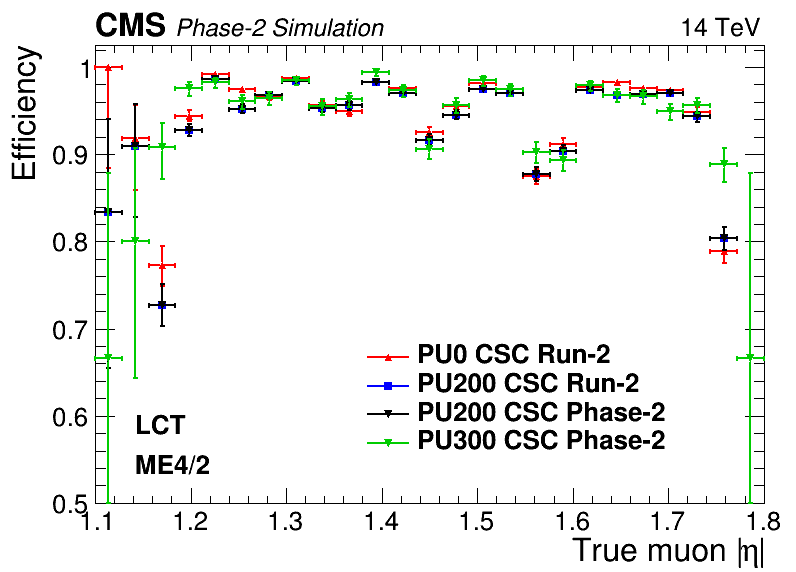 CMS Phase-2 Simulation 14 TeV
Efficiency
1
0.9
0.8
0.7
0.6
0.5
PU0 CSC Run-2
PU200 CSC Run-2
PU200 CSC Phase-2
PU300 CSC Phase-2
LCT
ME4/2
1.1 1.2 1.3 1.4 1.5 1.6 1.7 1.8
True muon |η|